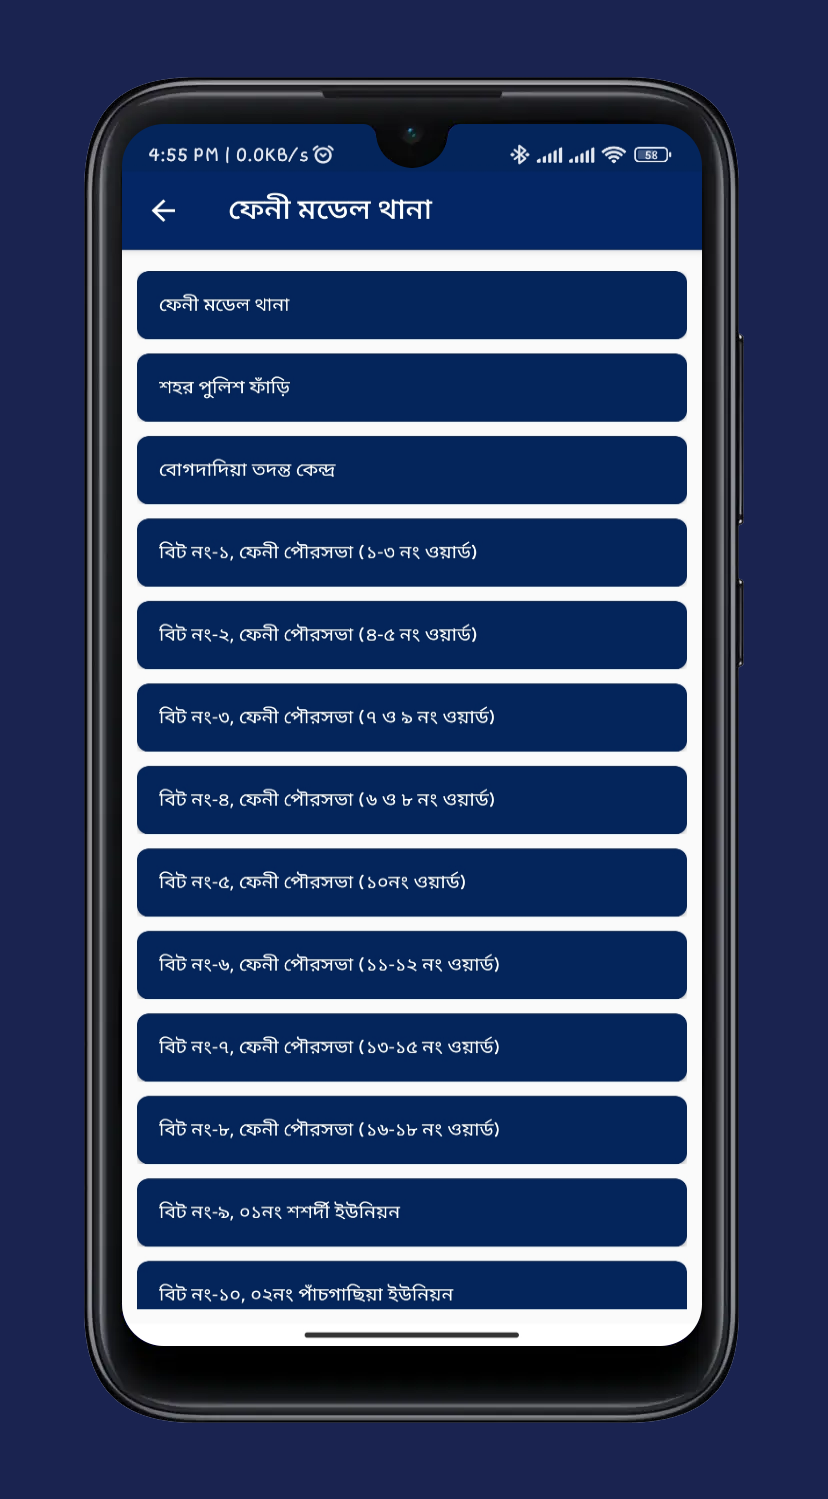 4:55 PM | 0.0KB/s 58
ফেনী মডেল থানা
ফেনী মডেল থানা
শহর পুলিশ ফাঁড়ি
বোগদাদিয়া তদন্ত কেন্দ্র
বিট নং-১, ফেনী পৌরসভা (১-৩ নং ওয়ার্ড)
বিট নং-২, ফেনী পৌরসভা (৪-৫ নং ওয়ার্ড)
বিট নং-৩, ফেনী পৌরসভা (৭ ও ৯ নং ওয়ার্ড)
বিট নং-৪, ফেনী পৌরসভা (৬ ও ৮ নং ওয়ার্ড)
বিট নং-৫, ফেনী পৌরসভা (১০নং ওয়ার্ড)
বিট নং-৬, ফেনী পৌরসভা (১১-১২ নং ওয়ার্ড)
বিট নং-৭, ফেনী পৌরসভা (১৩-১৫ নং ওয়ার্ড)
বিট নং-৮, ফেনী পৌরসভা (১৬-১৮ নং ওয়ার্ড)
বিট নং-৯, ০১নং শশর্দী ইউনিয়ন
বিট নং-১০, ০২নং পাঁচগাছিয়া ইউনিয়ন